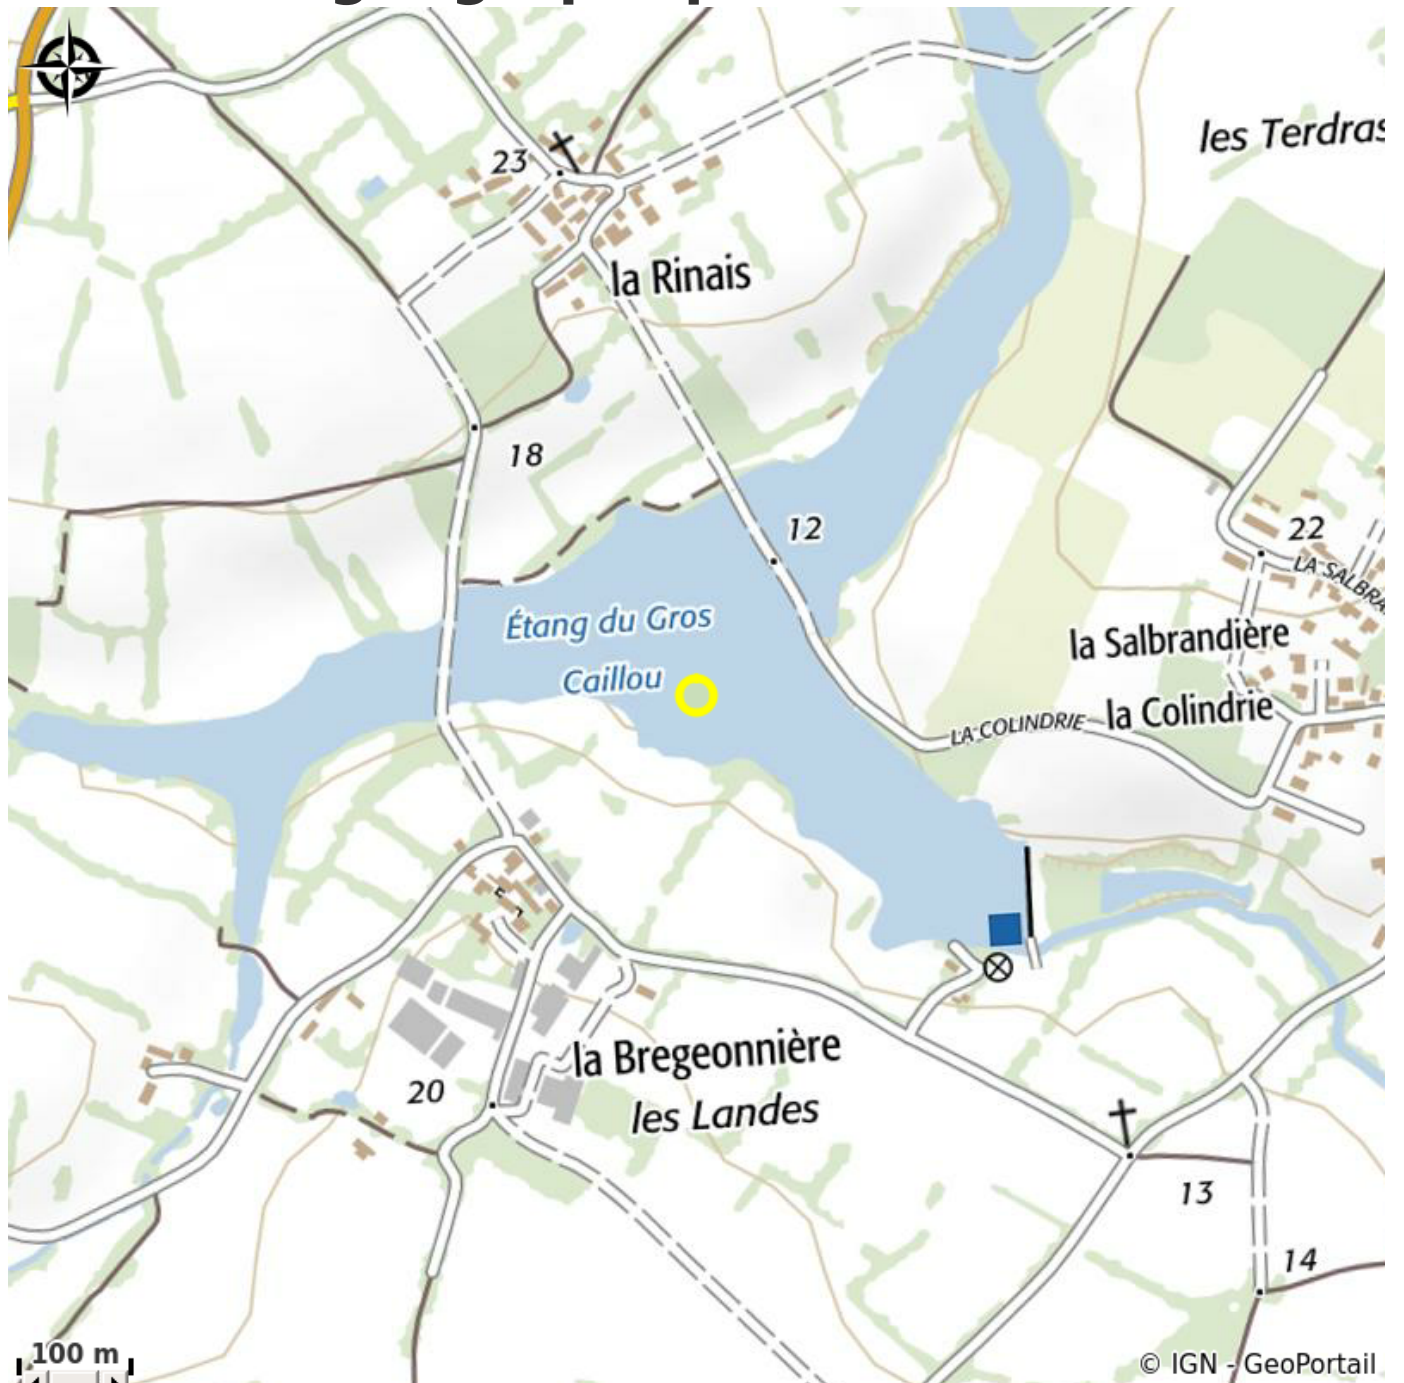 les Terdras
23
la Rinais
18
12
22
LA SALBRA
Étang du Gros
Caillou
la Salbrandière
la Colindrie
LA COLINDRIE
la Bregeonnière
20
les Landes
13
14
100 m
© IGN - GeoPortail